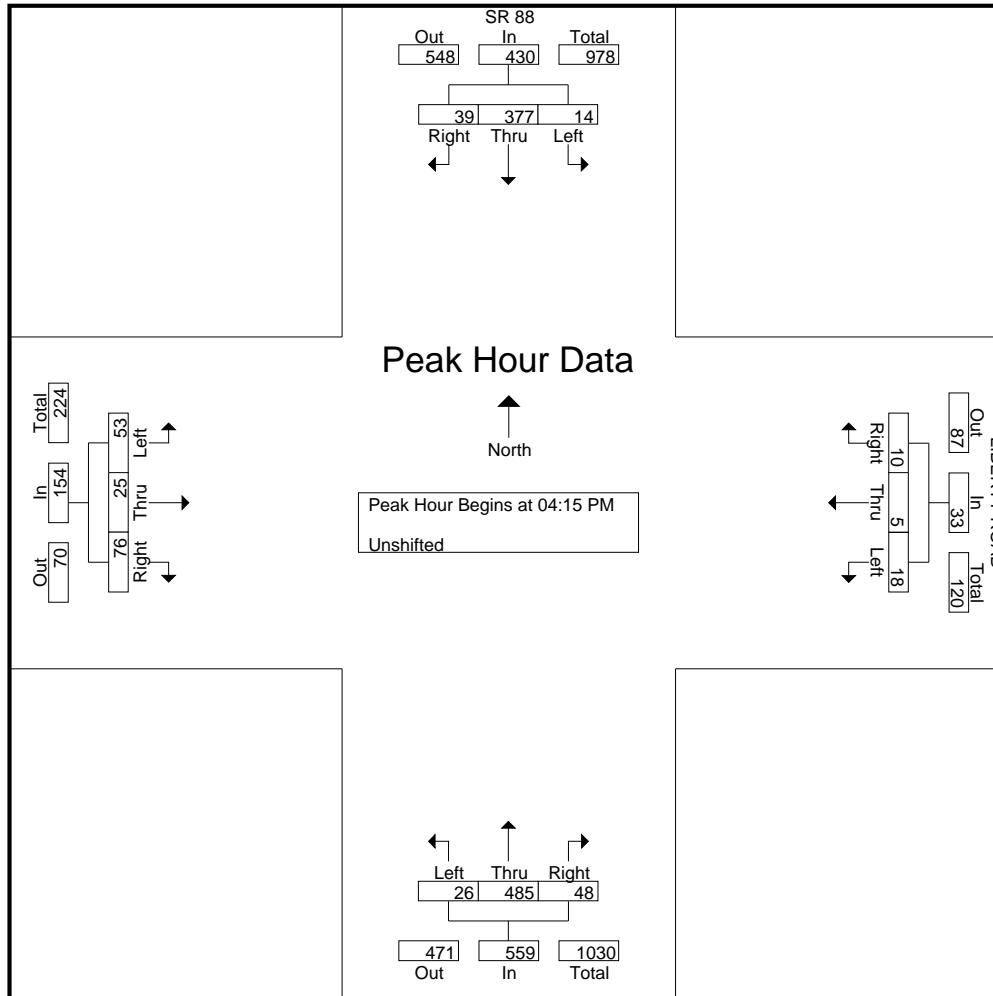 SR 88
Out In Total
548 430 978
39 377 14
Right Thru Left
Peak Hour Data
North
Peak Hour Begins at 04:15 PM
Unshifted
Total In Out
224 154 70
53 25 76
Left Thru Right
Right Thru Left
10 5 18
Out In Total
87 33 120
Left Thru Right
26 485 48
471 559 1030
Out In Total